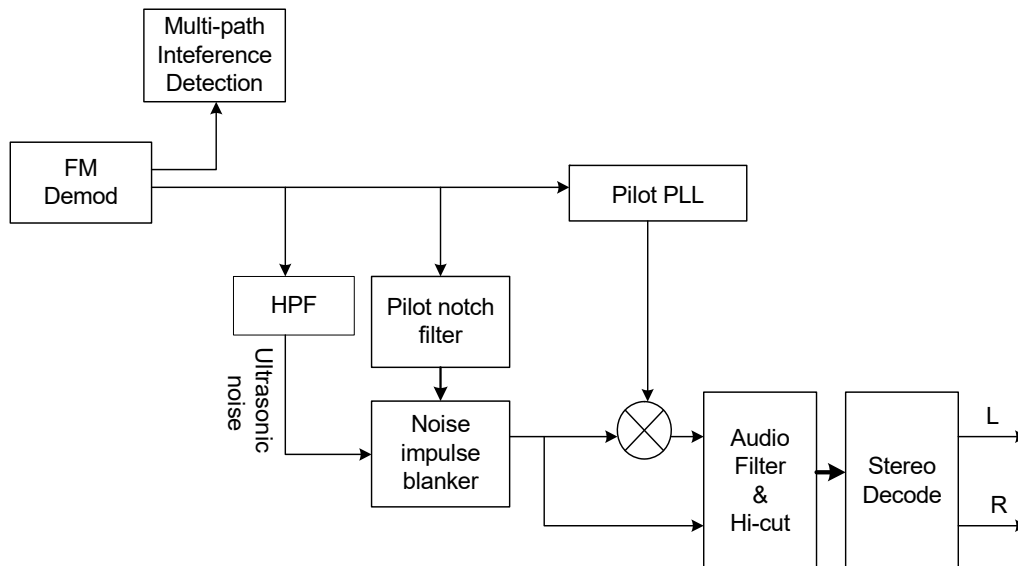 Multi-path
Inteference
Detection
FM
Demod
Pilot PLL
HPF
Pilot notch
filter
Ultrasonic
noise
Noise
impulse
blanker
Audio
Filter
&
Hi-cut
Stereo
Decode
L
R